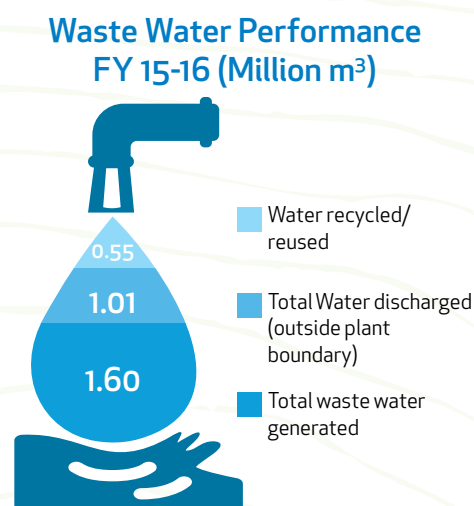 Waste Water Performance
FY 15-16 (Million m³)
0.55
1.01
1.60
Water recycled/
reused
Total Water discharged
(outside plant
boundary)
Total waste water
generated